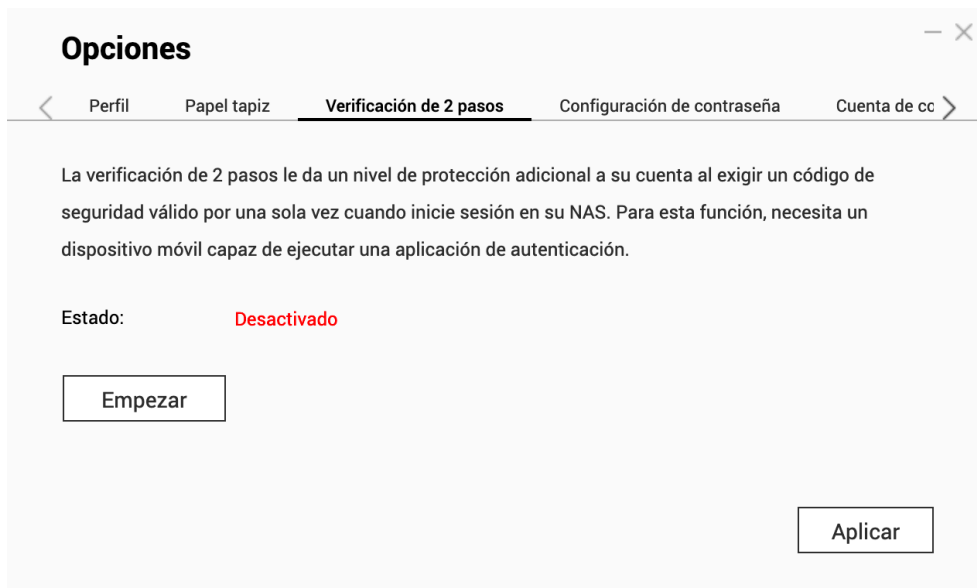 Opciones
Perfil Papel tapiz Verificación de 2 pasos Configuración de contraseña Cuenta de co
La verificación de 2 pasos le da un nivel de protección adicional a su cuenta al exigir un código de
seguridad válido por una sola vez cuando inicie sesión en su NAS. Para esta función, necesita un
dispositivo móvil capaz de ejecutar una aplicación de autenticación.
Estado: Desactivado
Empezar
Aplicar